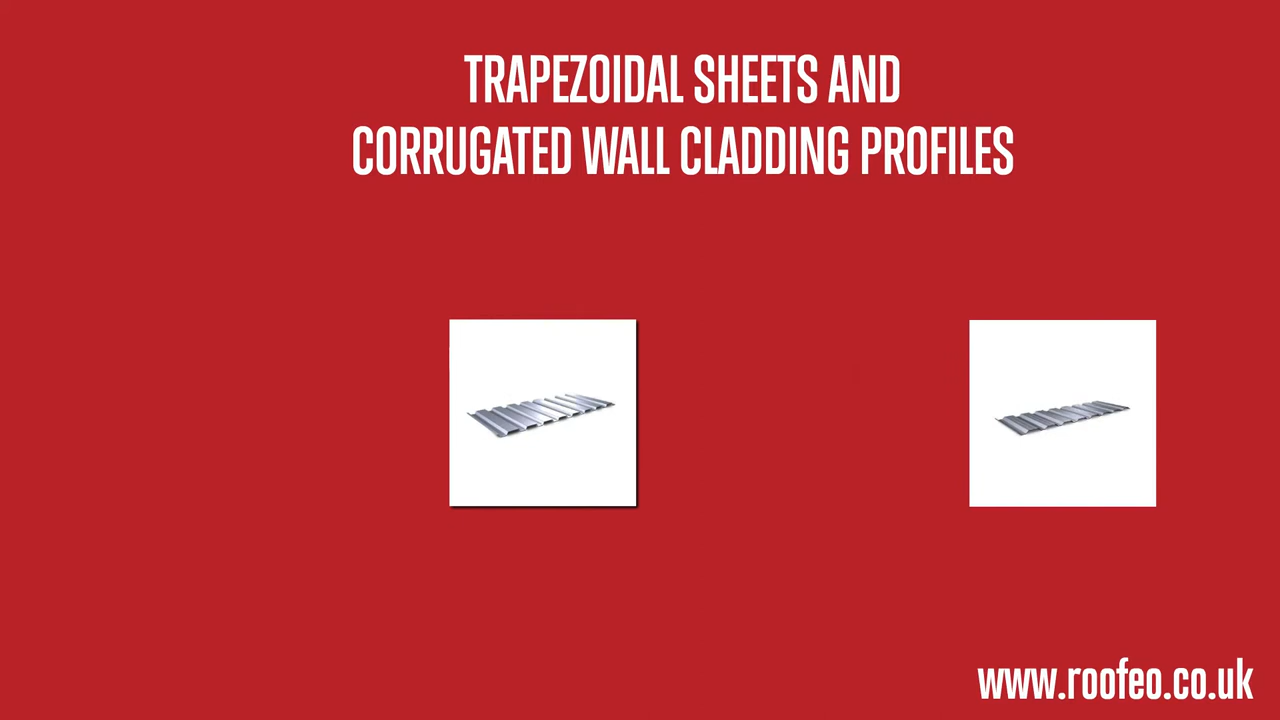 TRAPEZOIDAL SHEETS AND
CORRUGATED WALL CLADDING PROFILES
www.roofeo.co.uk